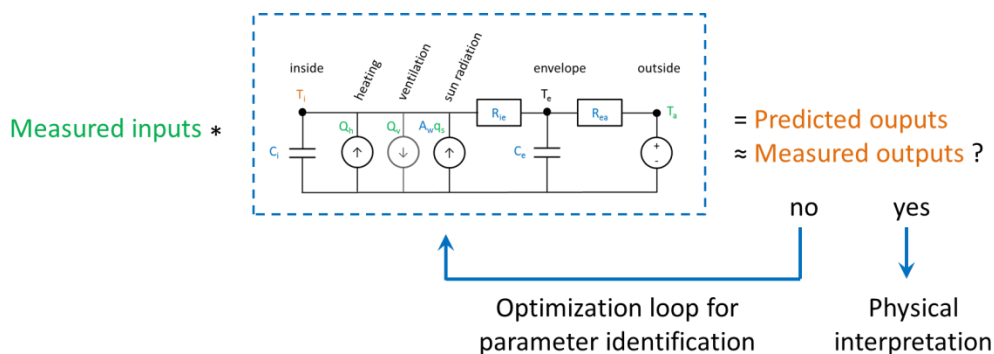 inside
heating
ventilation
sun radiation
envelope
outside
Ti
Te
Rie
Rea
Ta
Measured inputs *
Qh
Qv
Awqs
Ci
Ce
+
-
= Predicted ouputs
≈ Measured outputs ?
no
yes
Optimization loop for
parameter identification
Physical
interpretation